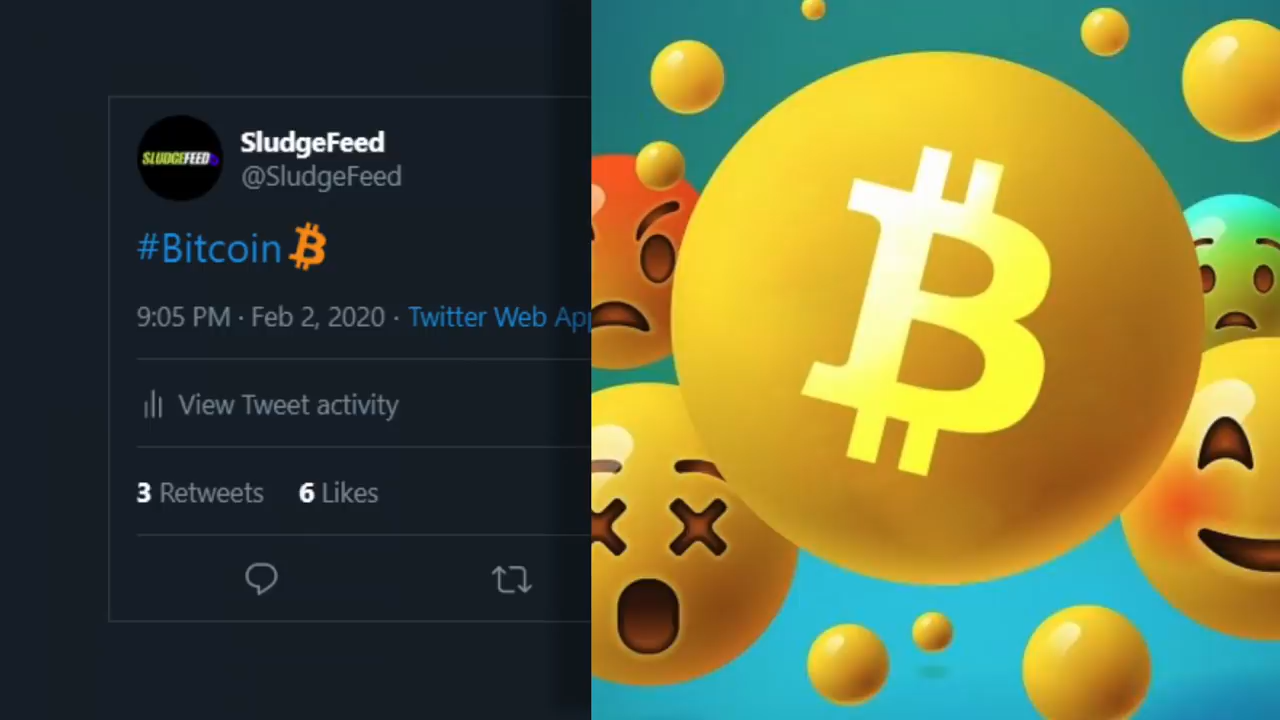 SLUDGEFEED
SludgeFeed
@SludgeFeed
#Bitcoin
9:05 PM · Feb 2, 2020 · Twitter Web Ap
View Tweet activity
3 Retweets 6 Likes